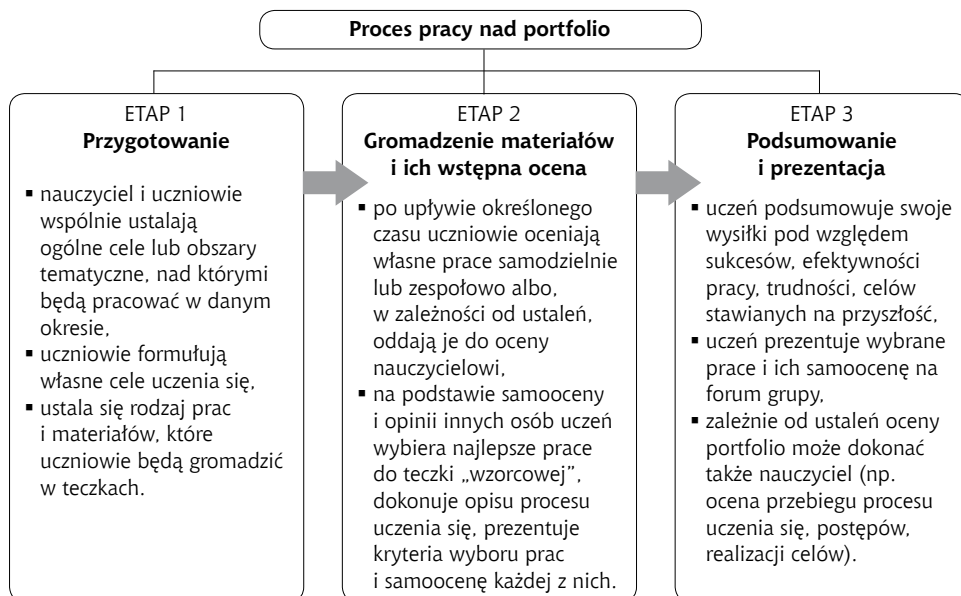 Proces pracy nad portfolio
ETAP 1
Przygotowanie
▪ nauczyciel i uczniowie
wspólnie ustalają
ogólne cele lub obszary
tematyczne, nad którymi
będą pracować w danym
okresie,
▪ uczniowie formułują
własne cele uczenia się,
▪ ustala się rodzaj prac
i materiałów, które
uczniowie będą gromadzić
w teczkach.
ETAP 2
Gromadzenie materiałów
i ich wstępna ocena
▪ po upływie określonego
czasu uczniowie oceniają
własne prace samodzielnie
lub zespołowo albo,
w zależności od ustaleń,
oddają je do oceny
nauczycielowi,
▪ na podstawie samooceny
i opinii innych osób uczeń
wybiera najlepsze prace
do teczki „wzorcowej”,
dokonuje opisu procesu
uczenia się, prezentuje
kryteria wyboru prac
i samoocenę każdej z nich.
ETAP 3
Podsumowanie
i prezentacja
▪ uczeń podsumowuje swoje
wysiłki pod względem
sukcesów, efektywności
pracy, trudności, celów
stawianych na przyszłość,
▪ uczeń prezentuje wybrane
prace i ich samoocenę na
forum grupy,
▪ zależnie od ustaleń oceny
portfolio może dokonać
także nauczyciel (np.
ocena przebiegu procesu
uczenia się, postępów,
realizacji celów).